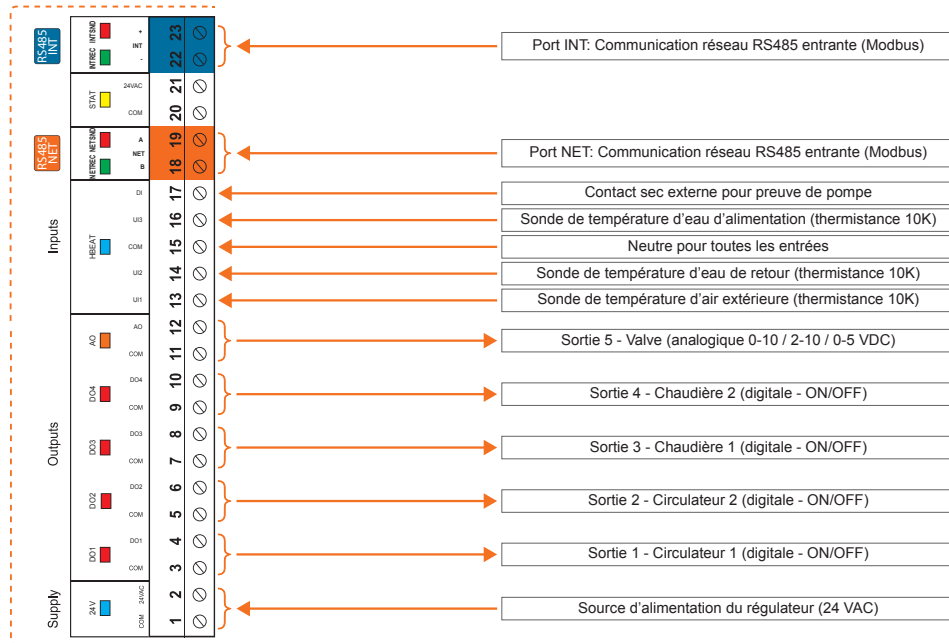 RS485 INT
INTREC INTSND
+
INT
-
23
22
Port INT: Communication réseau RS485 entrante (Modbus)
STAT
24VAC
COM
21
20
RS485 NET
NETREC NETSND
A
NET
B
19
18
Port NET: Communication réseau RS485 entrante (Modbus)
Inputs
HBEAT
DI
17
Contact sec externe pour preuve de pompe
UI3
16
Sonde de température d'eau d'alimentation (thermistance 10K)
COM
15
Neutre pour toutes les entrées
UI2
14
Sonde de température d'eau de retour (thermistance 10K)
UI1
13
Sonde de température d'air extérieure (thermistance 10K)
Outputs
AO
AO
COM
12
11
Sortie 5 - Valve (analogique 0-10 / 2-10 / 0-5 VDC)
DO4
DO4
COM
10
9
Sortie 4 - Chaudière 2 (digitale - ON/OFF)
DO3
DO3
COM
8
7
Sortie 3 - Chaudière 1 (digitale - ON/OFF)
DO2
DO2
COM
6
5
Sortie 2 - Circulateur 2 (digitale - ON/OFF)
DO1
DO1
COM
4
3
Sortie 1 - Circulateur 1 (digitale - ON/OFF)
Supply
24V
24VAC
COM
2
1
Source d'alimentation du régulateur (24 VAC)